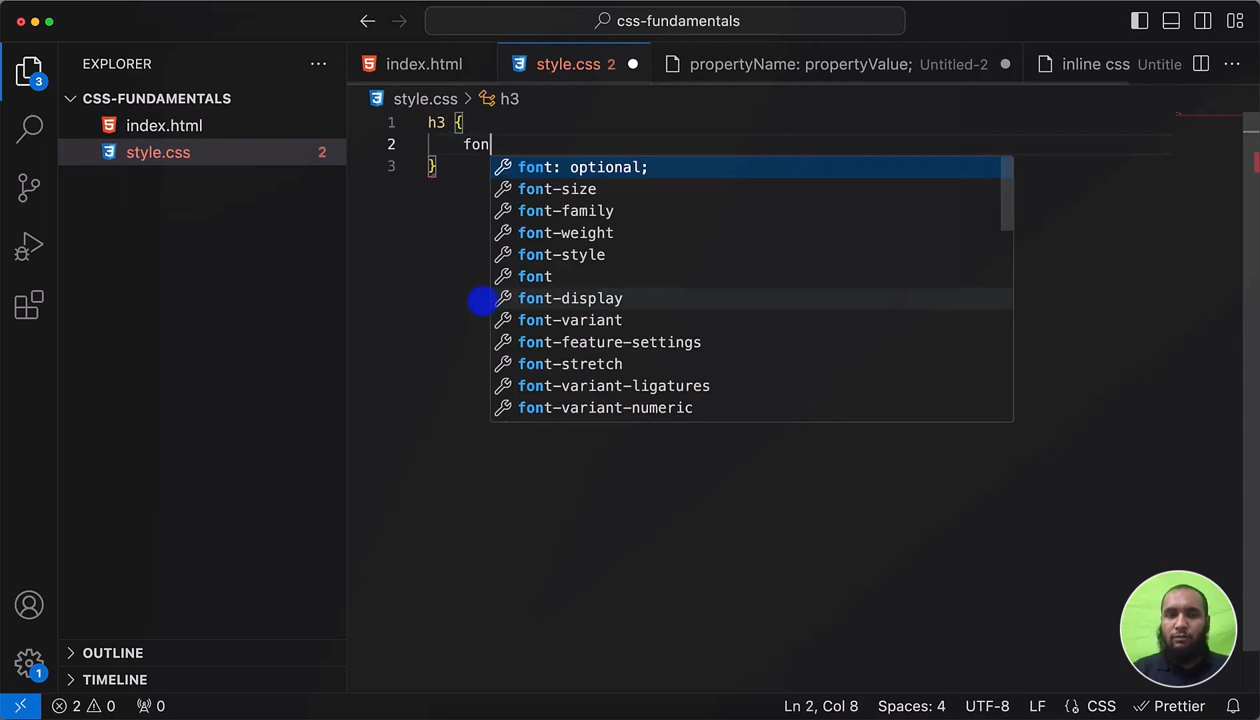 css-fundamentals
EXPLORER
index.html
style.css 2
propertyName: propertyValue; Untitled-2
inline css Untitle
CSS-FUNDAMENTALS
index.html
style.css 2
3
style.css > h3
1 h3 {
2 fon
3 }
font: optional;
font-size
font-family
font-weight
font-style
font
font-display
font-variant
font-feature-settings
font-stretch
font-variant-ligatures
font-variant-numeric
OUTLINE
TIMELINE
1
2 0 0
Ln 2, Col 8 Spaces: 4 UTF-8 LF CSS Prettier